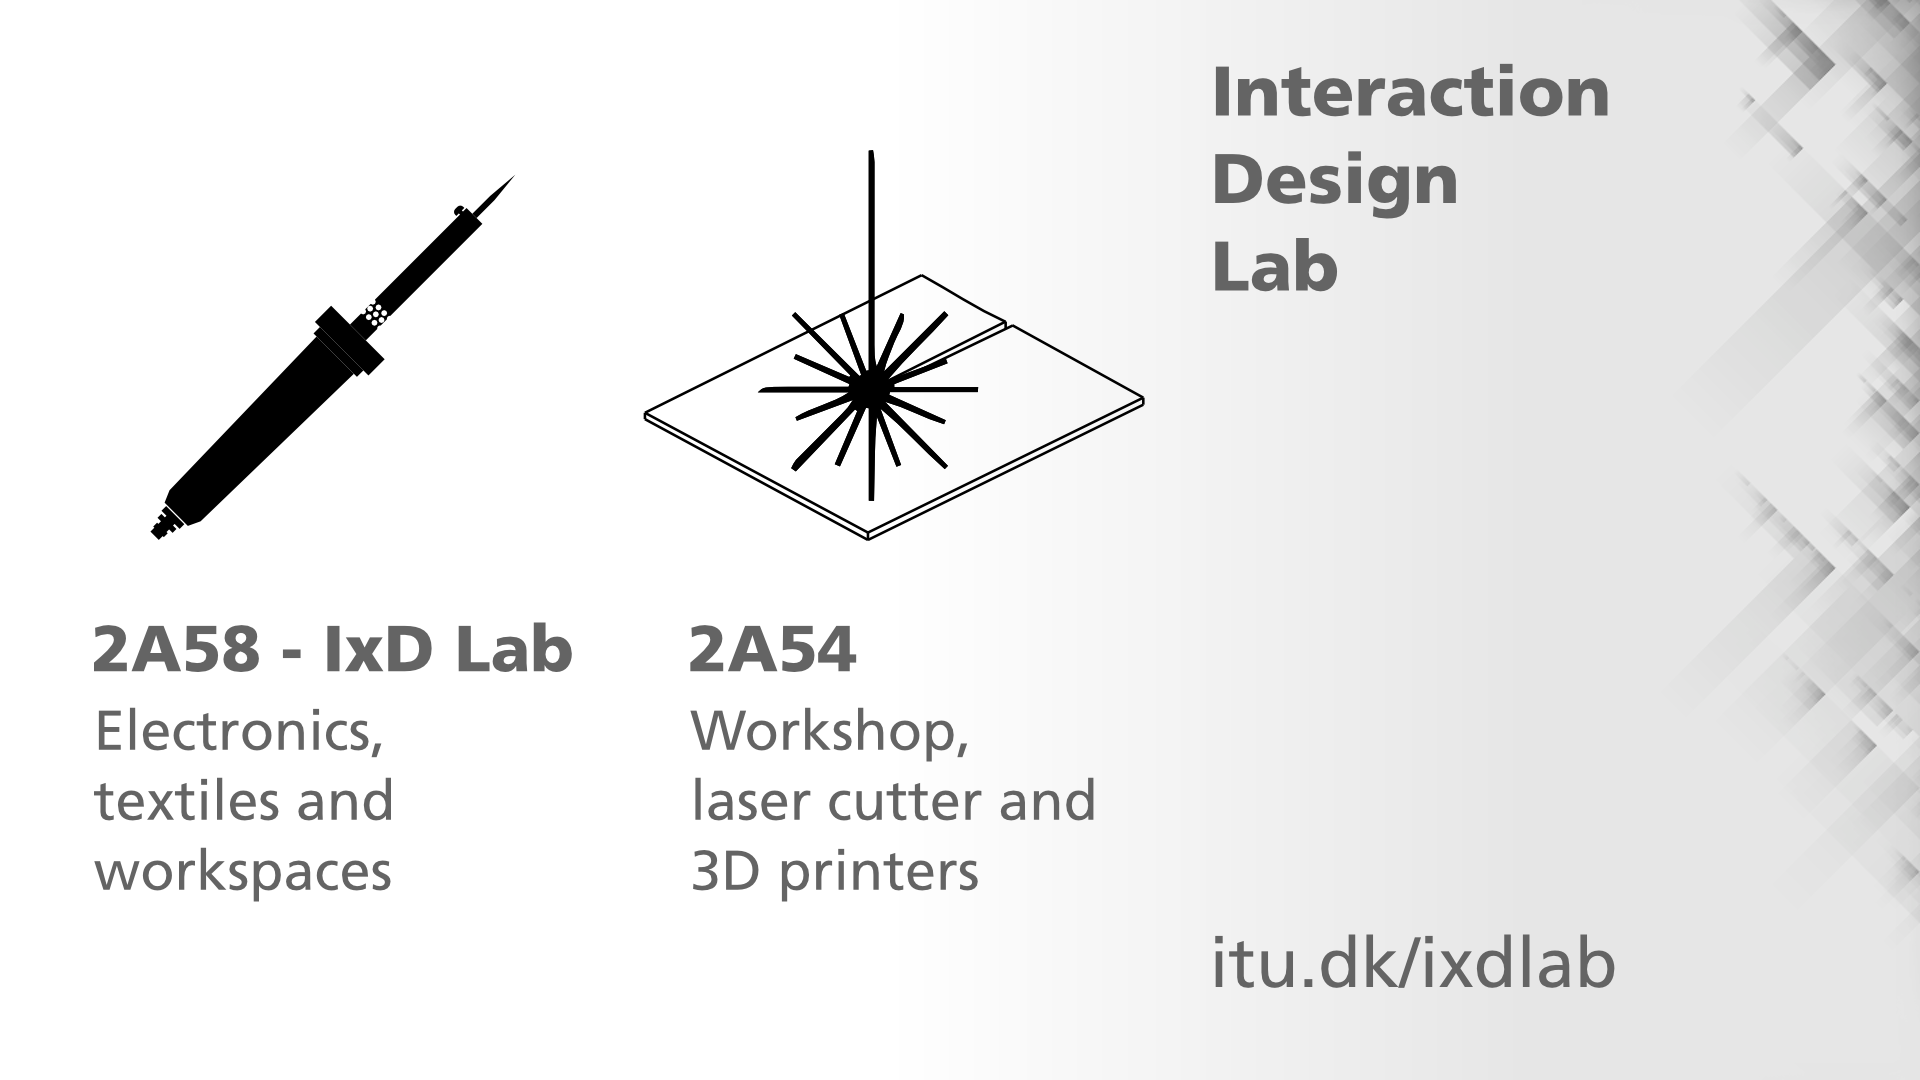 Interaction
Design
Lab
2A58 - IxD Lab
Electronics,
textiles and
workspaces
2A54
Workshop,
laser cutter and
3D printers
itu.dk/ixdlab